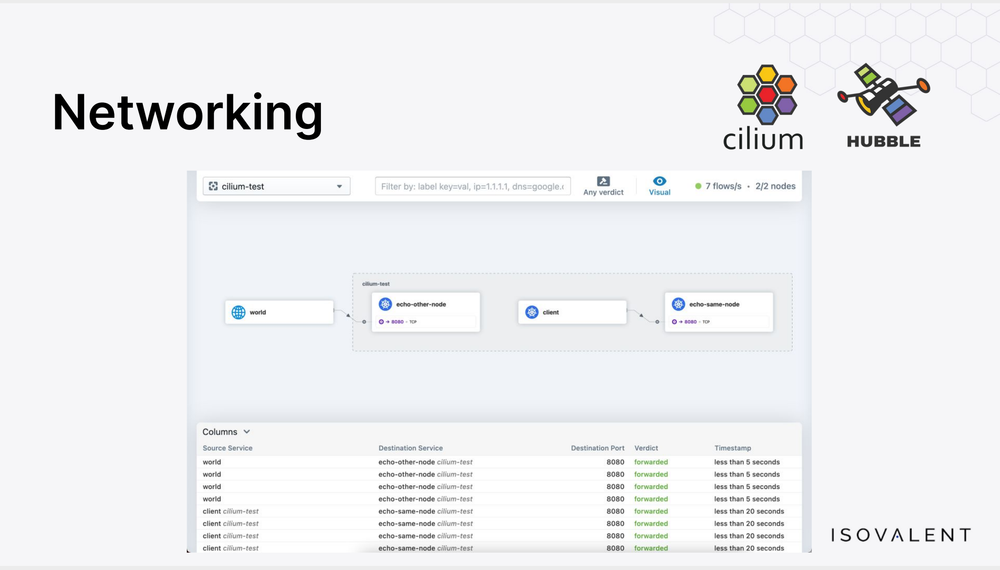 Networking
cilium
HUBBLE
cilium-test
Filter by: label key=val, ip=1.1.1.1, dns=google.c
Any verdict
Visual
7 flows/s • 2/2 nodes
cilium-test
world
echo-other-node
→ 8080 • TCP
client
echo-same-node
→ 8080 • TCP
Columns
Source Service Destination Service Destination Port Verdict Timestamp
world echo-other-node cilium-test 8080 forwarded less than 5 seconds
world echo-other-node cilium-test 8080 forwarded less than 5 seconds
world echo-other-node cilium-test 8080 forwarded less than 5 seconds
world echo-other-node cilium-test 8080 forwarded less than 5 seconds
client cilium-test echo-same-node cilium-test 8080 forwarded less than 20 seconds
client cilium-test echo-same-node cilium-test 8080 forwarded less than 20 seconds
client cilium-test echo-same-node cilium-test 8080 forwarded less than 20 seconds
client cilium-test echo-same-node cilium-test 8080 forwarded less than 20 seconds
ISOVALENT